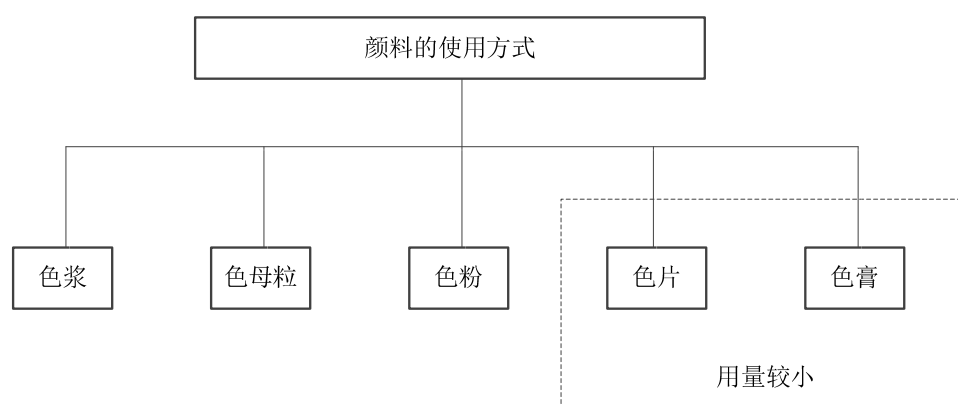 颜料的使用方式
色浆
色母粒
色粉
色片
色膏
用量较小